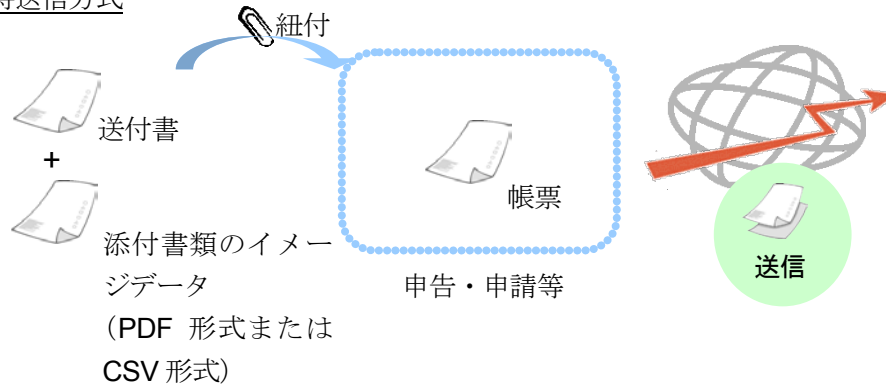 送信方式
紐付
送付書
+
帳票
添付書類のイメー
ジデータ
(PDF 形式または
CSV 形式)
申告・申請等
送信